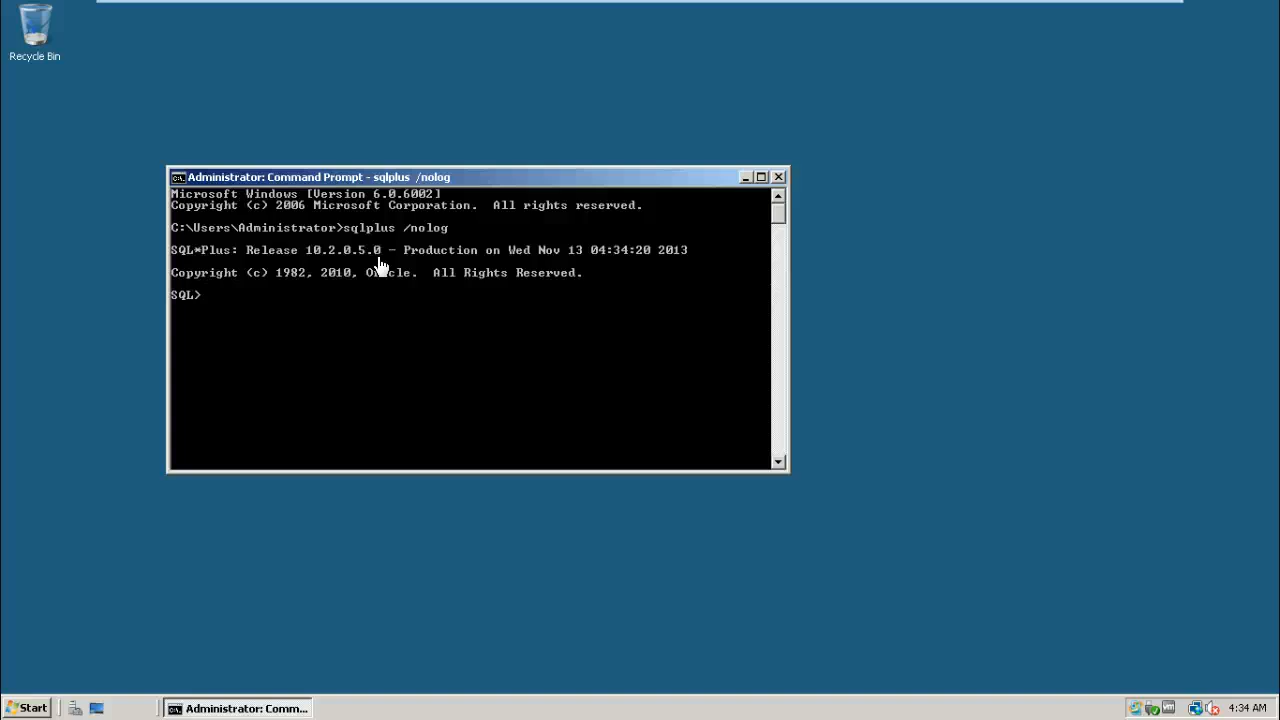 Recycle Bin
Administrator: Command Prompt - sqlplus /nolog
Microsoft Windows [Version 6.0.6002]
Copyright (c) 2006 Microsoft Corporation.  All rights reserved.
C:\Users\Administrator>sqlplus /nolog
SQL*Plus: Release 10.2.0.5.0 - Production on Wed Nov 13 04:34:20 2013
Copyright (c) 1982, 2010, Oracle.  All Rights Reserved.
SQL>
Start
Administrator: Comm...
4:34 AM